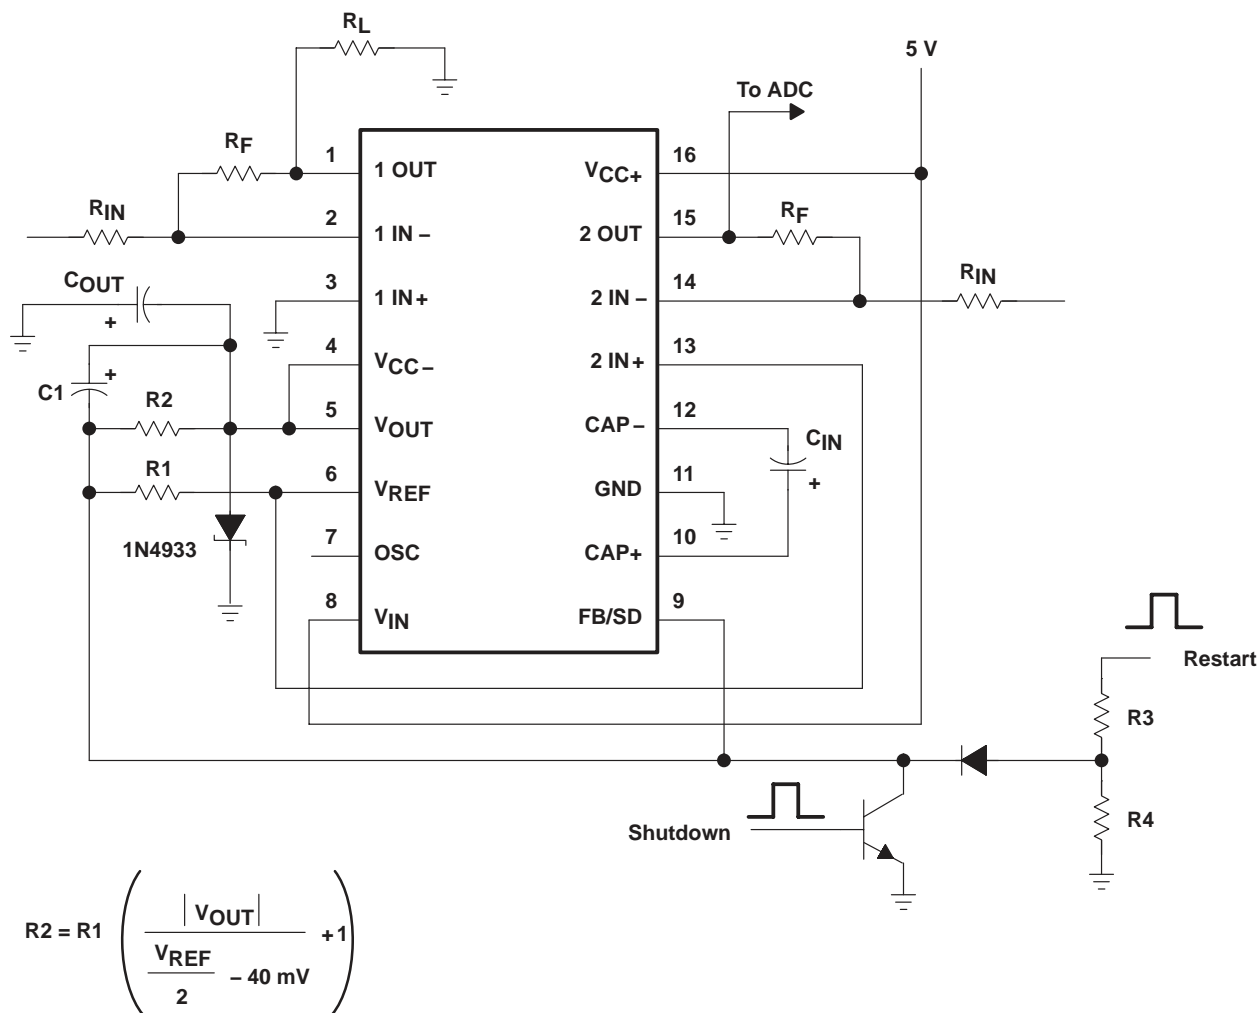 RL
5 V
To ADC
RF
1
1 OUT
VCC+
16
RIN
2
1 IN –
2 OUT
15
RF
COUT
+
3
1 IN+
2 IN –
14
RIN
4
VCC –
2 IN+
13
C1
+
R2
5
VOUT
CAP–
12
CIN
+
R1
6
VREF
GND
11
1N4933
7
OSC
CAP+
10
8
VIN
FB/SD
9
Restart
R3
Shutdown
R4
R2 = R1 ( |VOUT| / (VREF / 2 – 40 mV) + 1 )